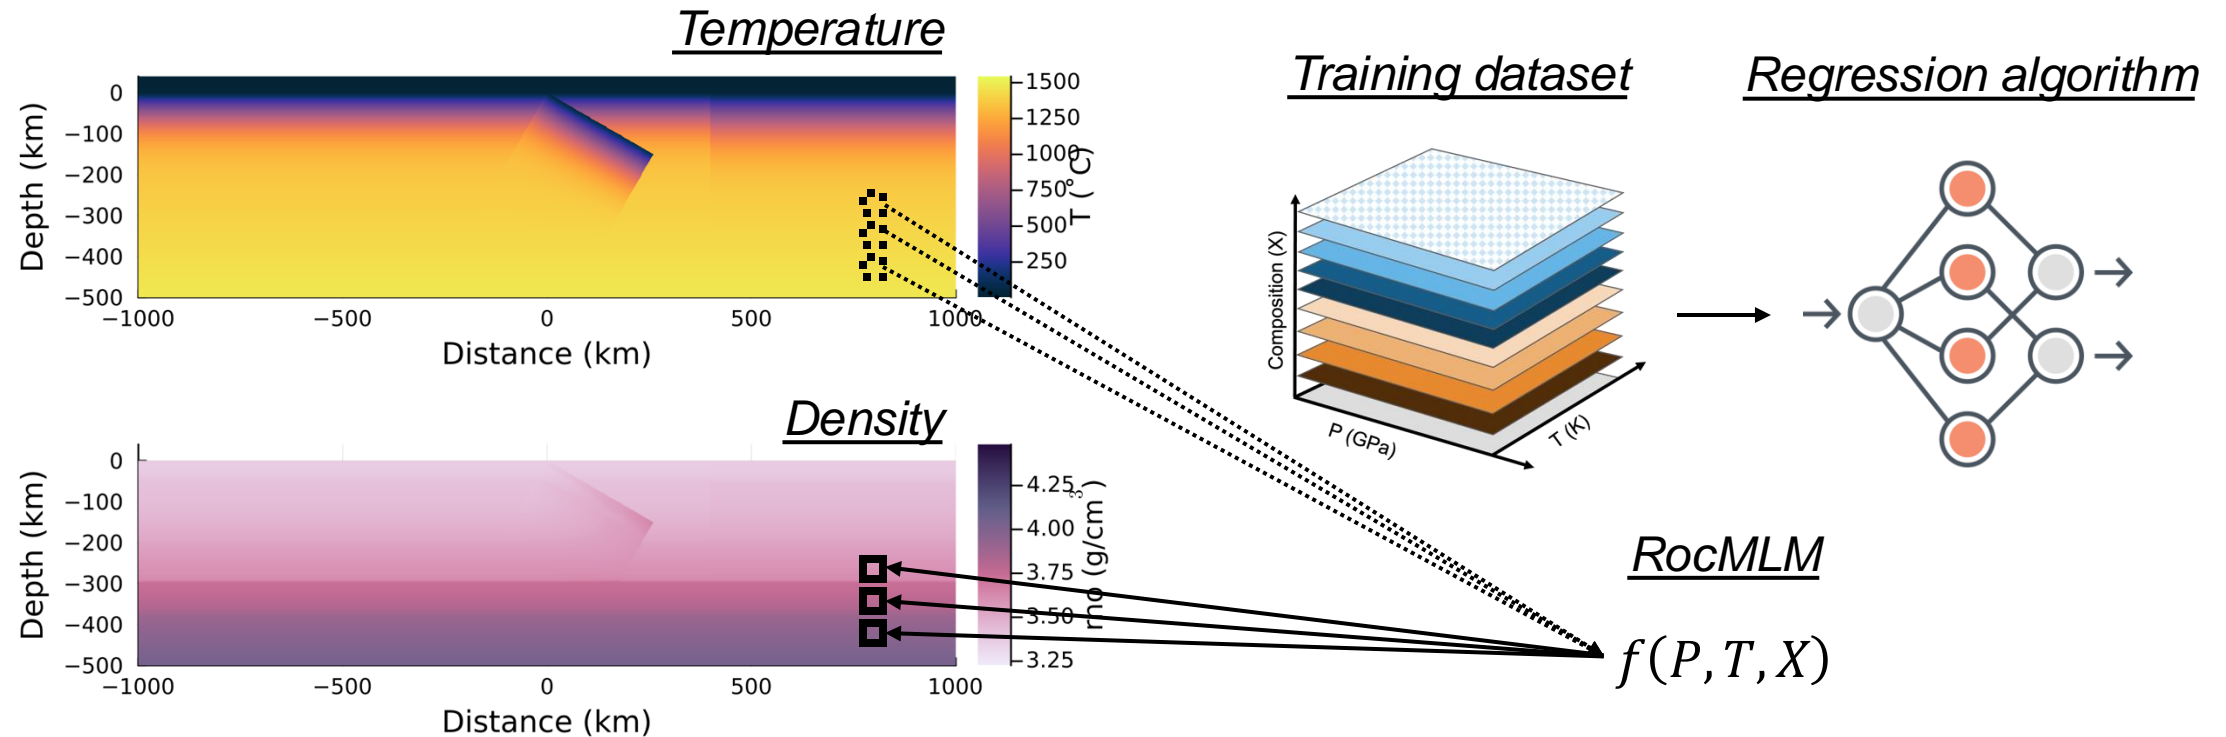 Temperature
0
−100
−200
−300
−400
−500
Depth (km)
−1000
−500
0
500
1000
Distance (km)
1500
1250
1000
750
500
250
T (˚C)
Density
0
−100
−200
−300
−400
−500
Depth (km)
−1000
−500
0
500
1000
Distance (km)
4.25
4.00
3.75
3.50
3.25
rho (g/cm³)
Training dataset
Composition (X)
P (GPa)
T (K)
Regression algorithm
RocMLM
f(P, T, X)